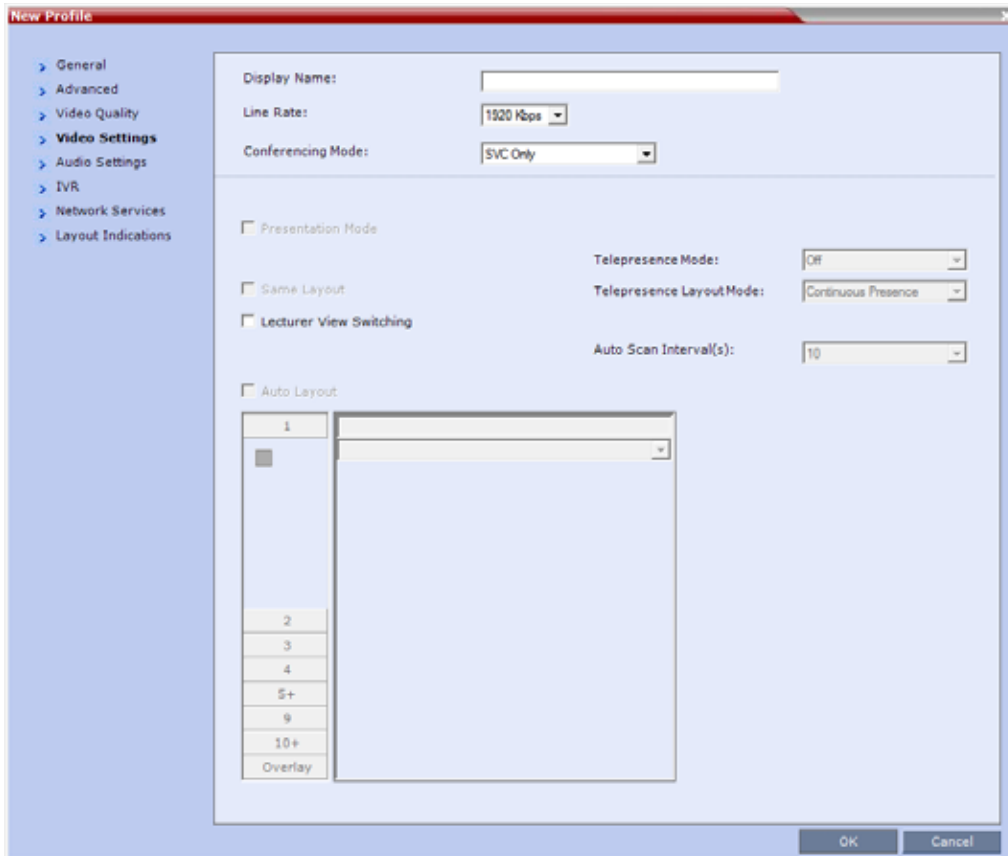 New Profile
General
Advanced
Video Quality
Video Settings
Audio Settings
IVR
Network Services
Layout Indications
Display Name:
Line Rate: 1920 Kbps
Conferencing Mode: SVC Only
Presentation Mode
Telepresence Mode: Off
Same Layout
Telepresence Layout Mode: Continuous Presence
Lecturer View Switching
Auto Scan Interval(s): 10
Auto Layout
1
2
3
4
5+
9
10+
Overlay
OK Cancel